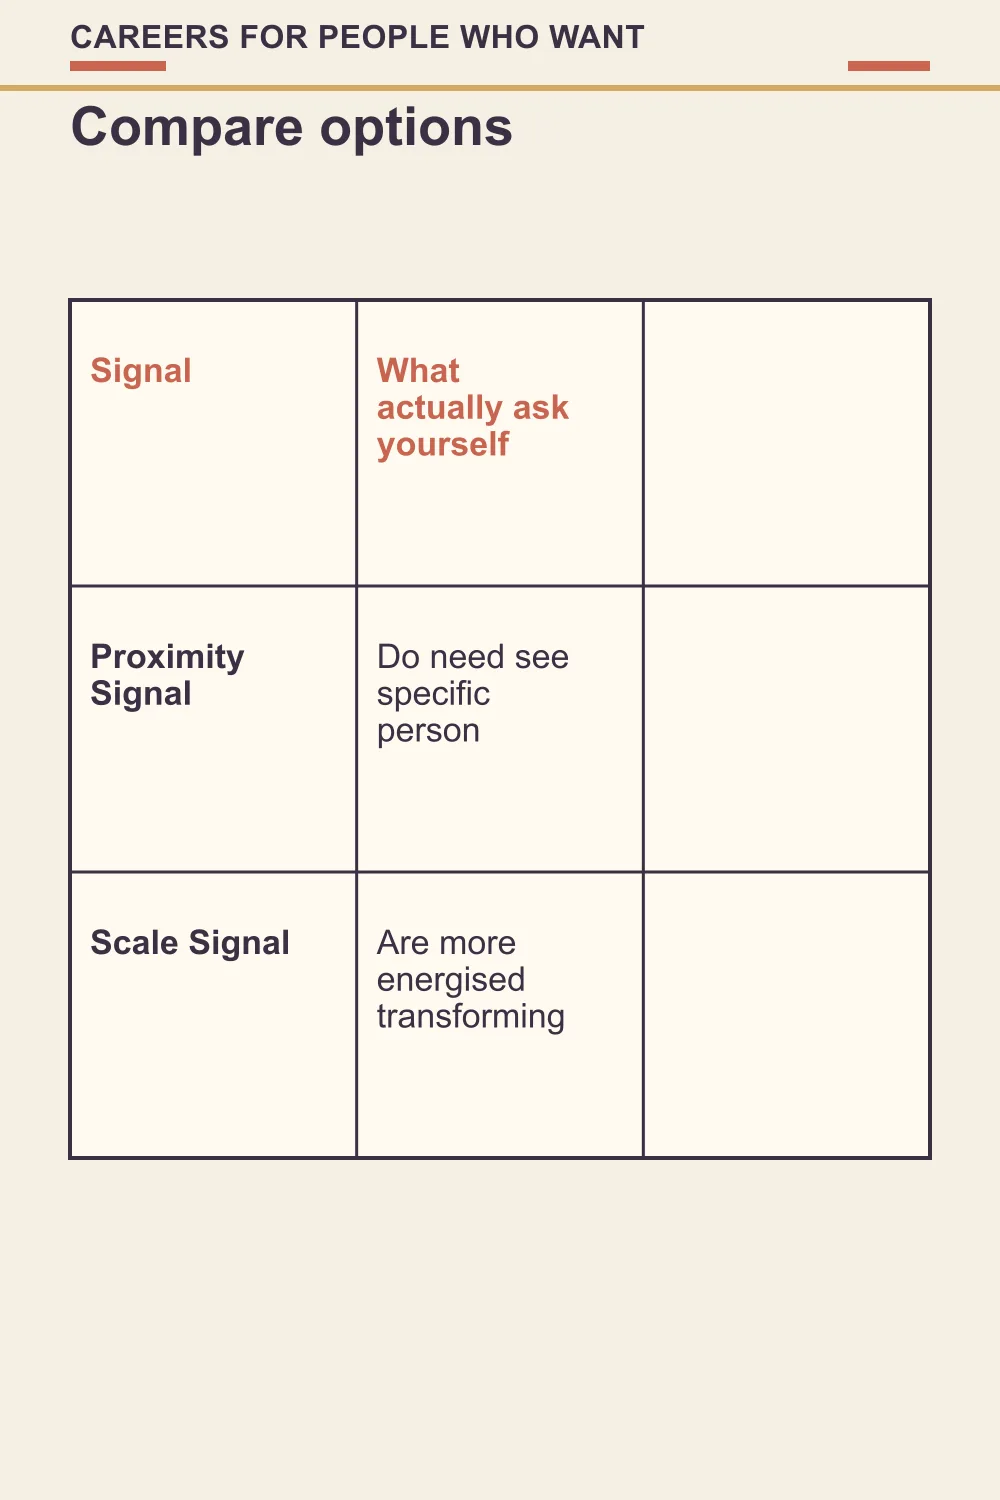 CAREERS FOR PEOPLE WHO WANT
Compare options
Signal
What
actually ask
yourself
Proximity
Signal
Do need see
specific
person
Scale Signal
Are more
energised
transforming